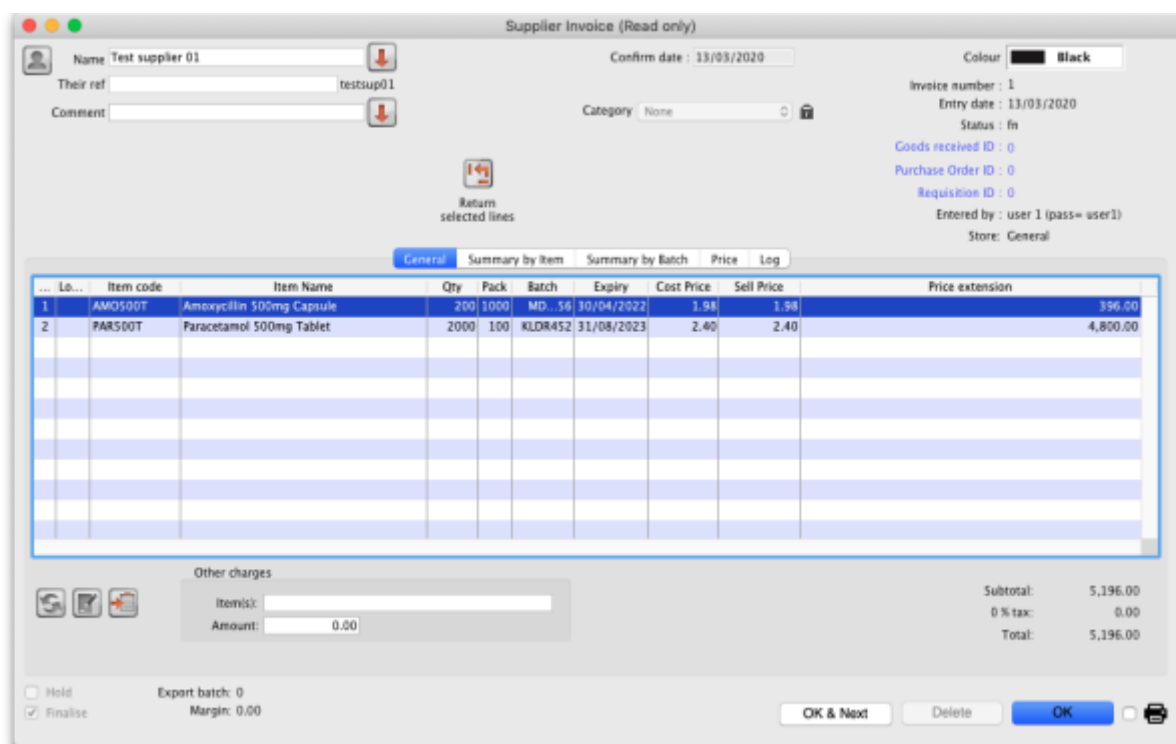 Supplier Invoice (Read only)
Name Test supplier 01 Confirm date : 13/03/2020 Colour Black
Their ref testsup01 Invoice number : 1
Comment Category None Entry date : 13/03/2020
Status : fn
Goods received ID : 0
Purchase Order ID : 0
Return Requisition ID : 0
selected lines Entered by : user 1 (pass= user1)
Store: General
General Summary by Item Summary by Batch Price Log
... Lo... Item code Item Name Qty Pack Batch Expiry Cost Price Sell Price Price extension
1 AMO500T Amoxycillin 500mg Capsule 200 1000 MD...56 30/04/2022 1.98 1.98 396.00
2 PAR500T Paracetamol 500mg Tablet 2000 100 KLDR452 31/08/2023 2.40 2.40 4,800.00
Other charges
Item(s): Subtotal: 5,196.00
Amount: 0.00 0 % tax: 0.00
Total: 5,196.00
Hold Export batch: 0
Finalise Margin: 0.00
OK & Next Delete OK